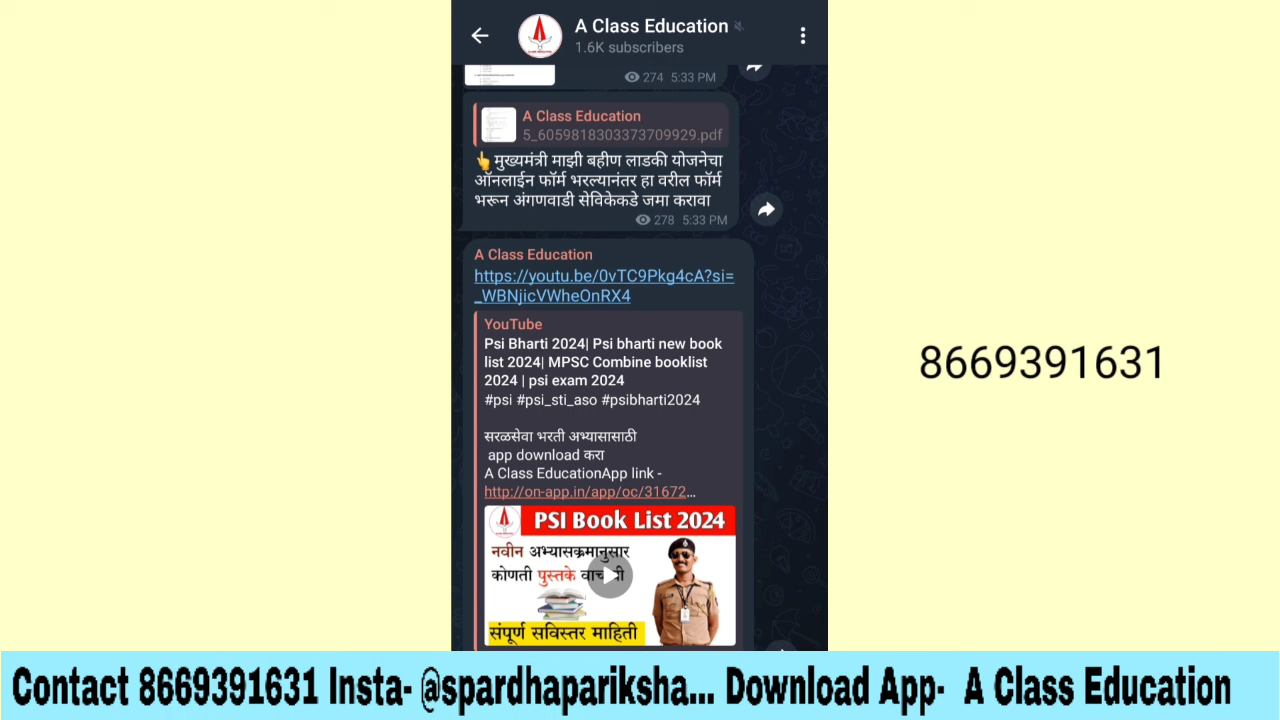 A Class Education
1.6K subscribers
274 5:33 PM
A Class Education
5_6059818303373709929.pdf
👆मुख्यमंत्री माझी बहीण लाडकी योजनेचा
ऑनलाईन फॉर्म भरल्यानंतर हा वरील फॉर्म
भरून अंगणवाडी सेविकेकडे जमा करावा
278 5:33 PM
A Class Education
https://youtu.be/0vTC9Pkg4cA?si=
_WBNjicVWheOnRX4
YouTube
Psi Bharti 2024| Psi bharti new book
list 2024| MPSC Combine booklist
2024 | psi exam 2024
#psi #psi_sti_aso #psibharti2024
सरळसेवा भरती अभ्यासासाठी
app download करा
A Class EducationApp link -
http://on-app.in/app/oc/31672...
PSI Book List 2024
नवीन अभ्यासक्रमानुसार
कोणती पुस्तके
संपूर्ण सविस्तर माहिती
8669391631
Contact 8669391631 Insta- @spardhapariksha... Download App- A Class Education